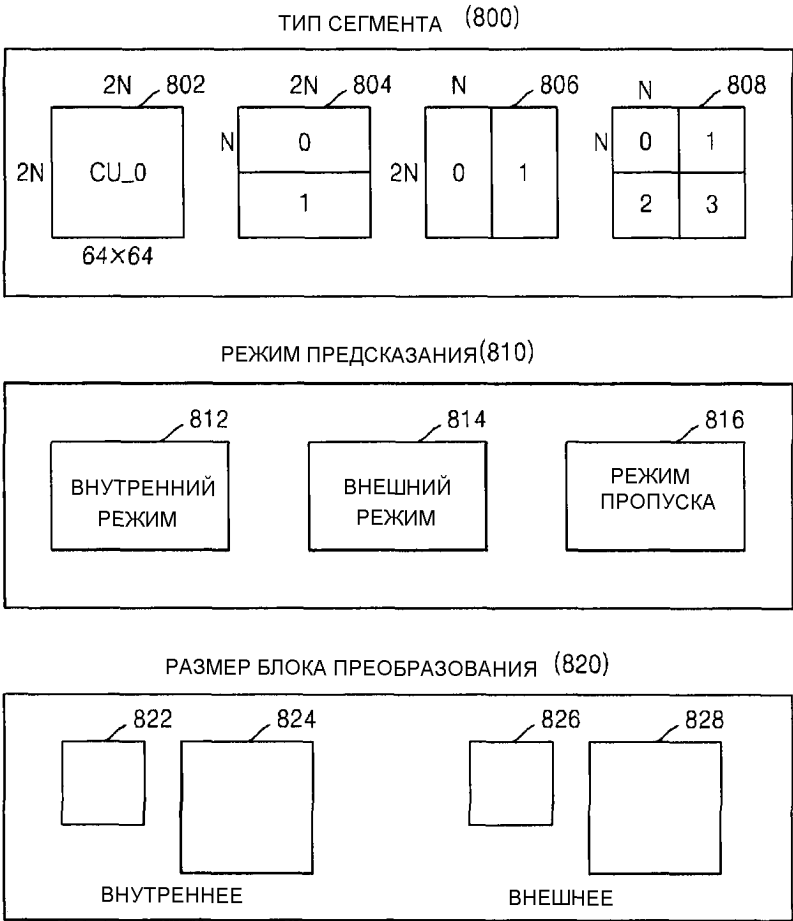 ТИП СЕГМЕНТА (800)
2N 802 2N 804 N 806 N 808
2N CU_0 N 0 2N 0 1 N 0 1
1 2 3
64×64
РЕЖИМ ПРЕДСКАЗАНИЯ(810)
812 814 816
ВНУТРЕННИЙ РЕЖИМ
ВНЕШНИЙ РЕЖИМ
РЕЖИМ ПРОПУСКА
РАЗМЕР БЛОКА ПРЕОБРАЗОВАНИЯ (820)
822 824 826 828
ВНУТРЕННЕЕ ВНЕШНЕЕ